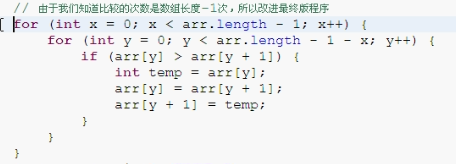 // 由于我们知道比较的次数是数组长度-1次，所以改进最终版程序
for (int x = 0; x < arr.length - 1; x++) {
for (int y = 0; y < arr.length - 1 - x; y++) {
if (arr[y] > arr[y + 1]) {
int temp = arr[y];
arr[y] = arr[y + 1];
arr[y + 1] = temp;
}
}
}